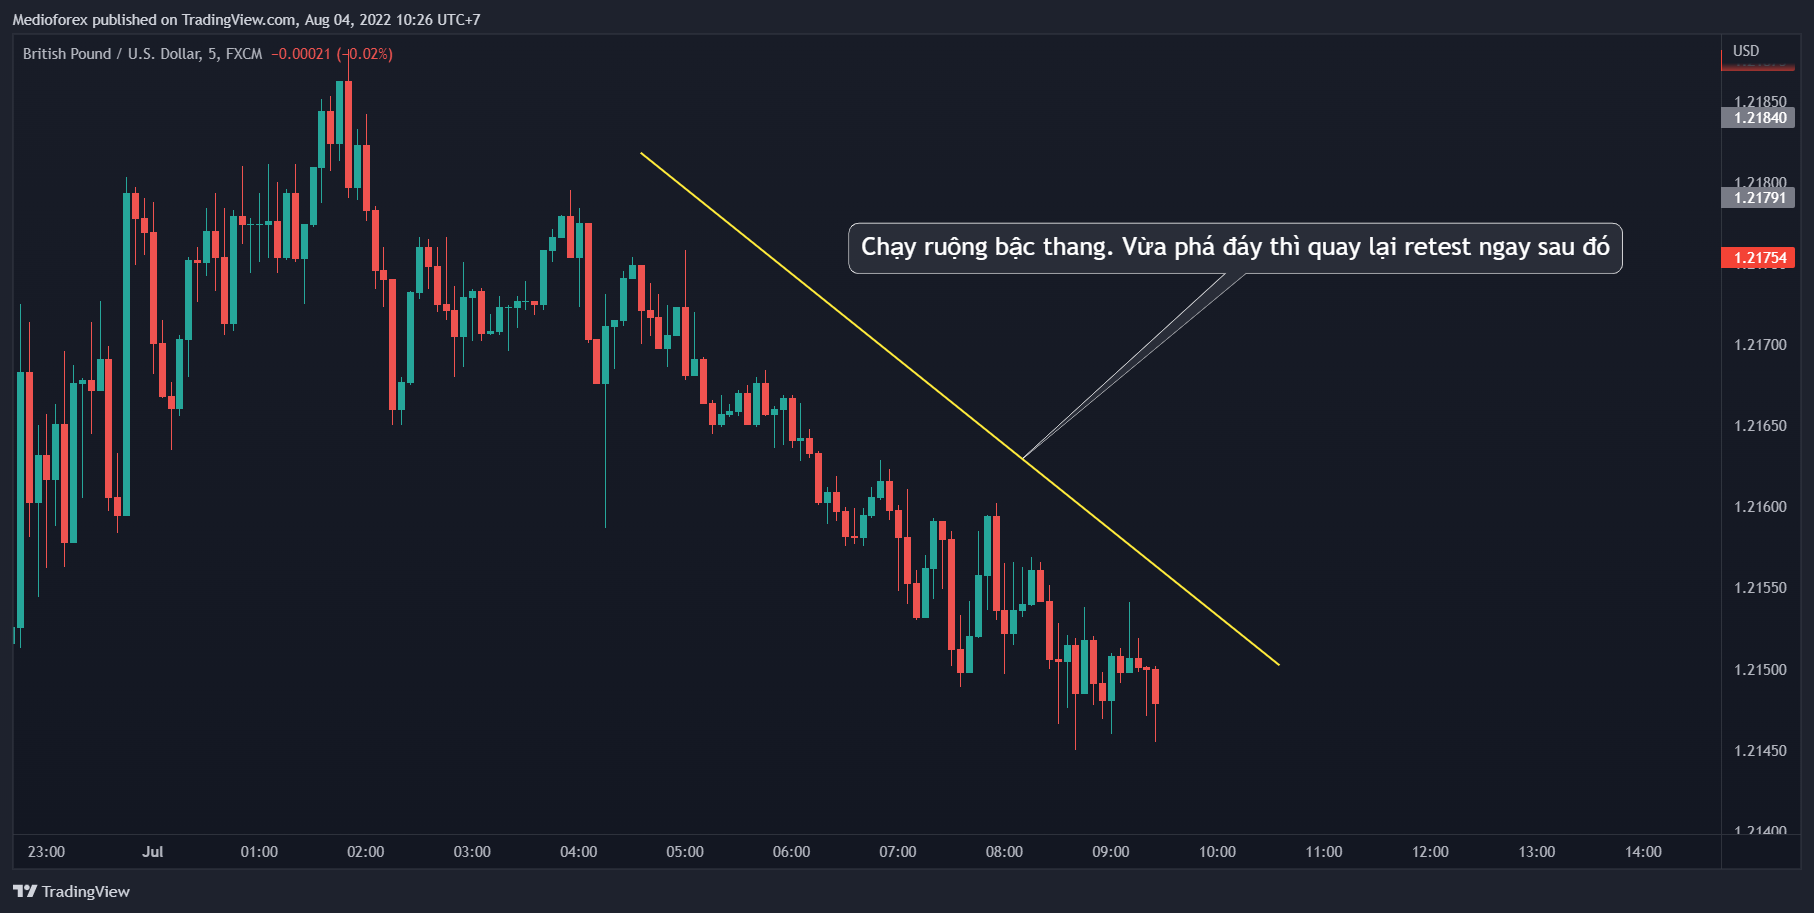 Medioforex published on TradingView.com, Aug 04, 2022 10:26 UTC+7
British Pound / U.S. Dollar, 5, FXCM −0.00021 (−0.02%)
USD
1.21850
1.21840
1.21800
1.21791
Chạy ruộng bậc thang. Vừa phá đáy thì quay lại retest ngay sau đó
1.21754
1.21700
1.21650
1.21600
1.21550
1.21500
1.21450
1.21400
23:00 Jul 01:00 02:00 03:00 04:00 05:00 06:00 07:00 08:00 09:00 10:00 11:00 12:00 13:00 14:00
TradingView